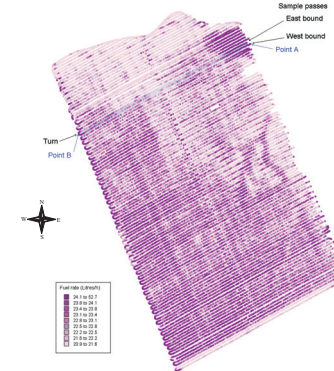 Sample passes
East bound
West bound
Point A
Turn
Point B
N
W E
S
Fuel rate (Litres/h)
24.1 to 52.7
23.8 to 24.1
23.4 to 23.8
23.1 to 23.4
22.8 to 23.1
22.5 to 22.8
22.2 to 22.5
21.8 to 22.2
20.9 to 21.8